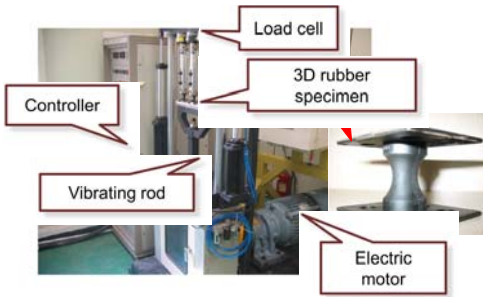 Load cell
3D rubber
specimen
Controller
Vibrating rod
Electric
motor